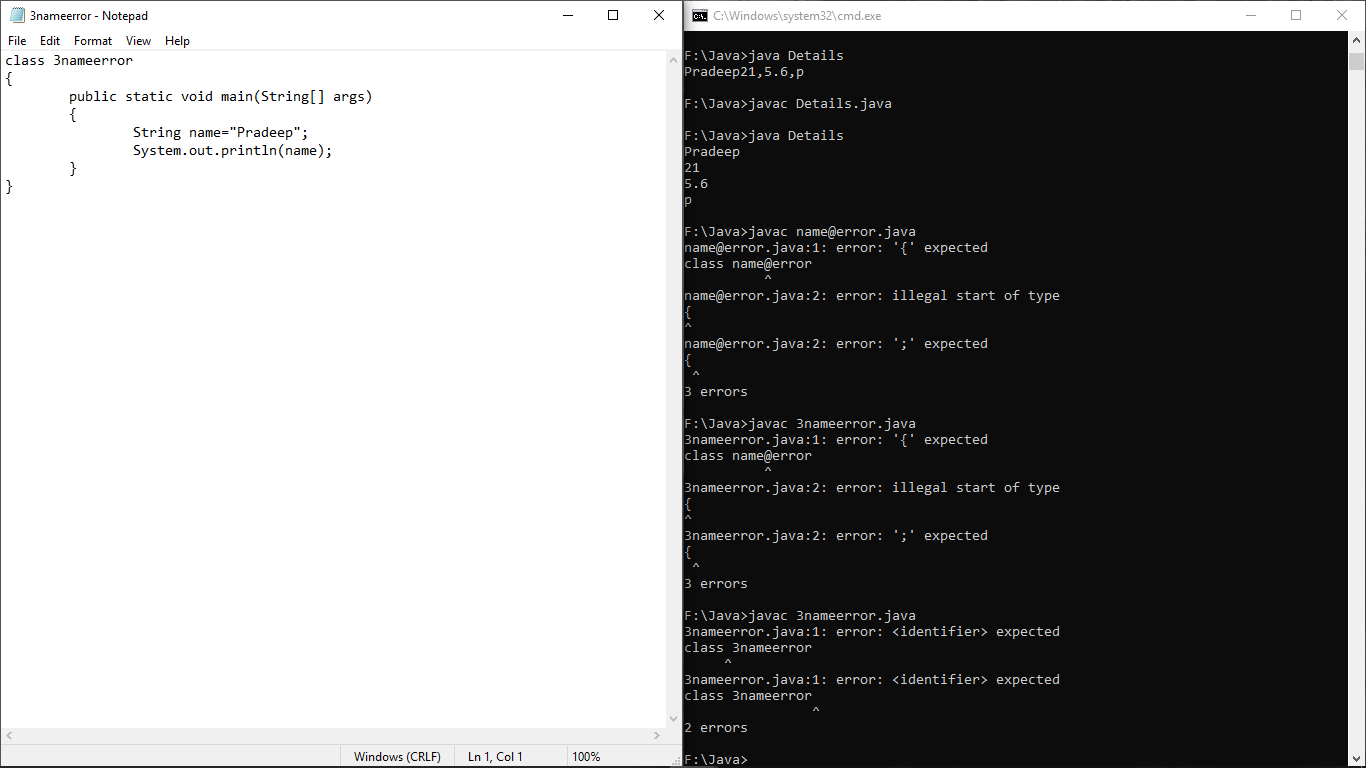 3nameerror - Notepad
File Edit Format View Help
class 3nameerror
{
        public static void main(String[] args)
        {
                String name="Pradeep";
                System.out.println(name);
        }
}
Windows (CRLF) Ln 1, Col 1 100%
C:\Windows\system32\cmd.exe
F:\Java>java Details
Pradeep21,5.6,p
F:\Java>javac Details.java
F:\Java>java Details
Pradeep
21
5.6
p
F:\Java>javac name@error.java
name@error.java:1: error: '{' expected
class name@error
          ^
name@error.java:2: error: illegal start of type
{
^
name@error.java:2: error: ';' expected
{
 ^
3 errors
F:\Java>javac 3nameerror.java
3nameerror.java:1: error: '{' expected
class name@error
          ^
3nameerror.java:2: error: illegal start of type
{
^
3nameerror.java:2: error: ';' expected
{
 ^
3 errors
F:\Java>javac 3nameerror.java
3nameerror.java:1: error: <identifier> expected
class 3nameerror
     ^
3nameerror.java:1: error: <identifier> expected
class 3nameerror
                ^
2 errors
F:\Java>